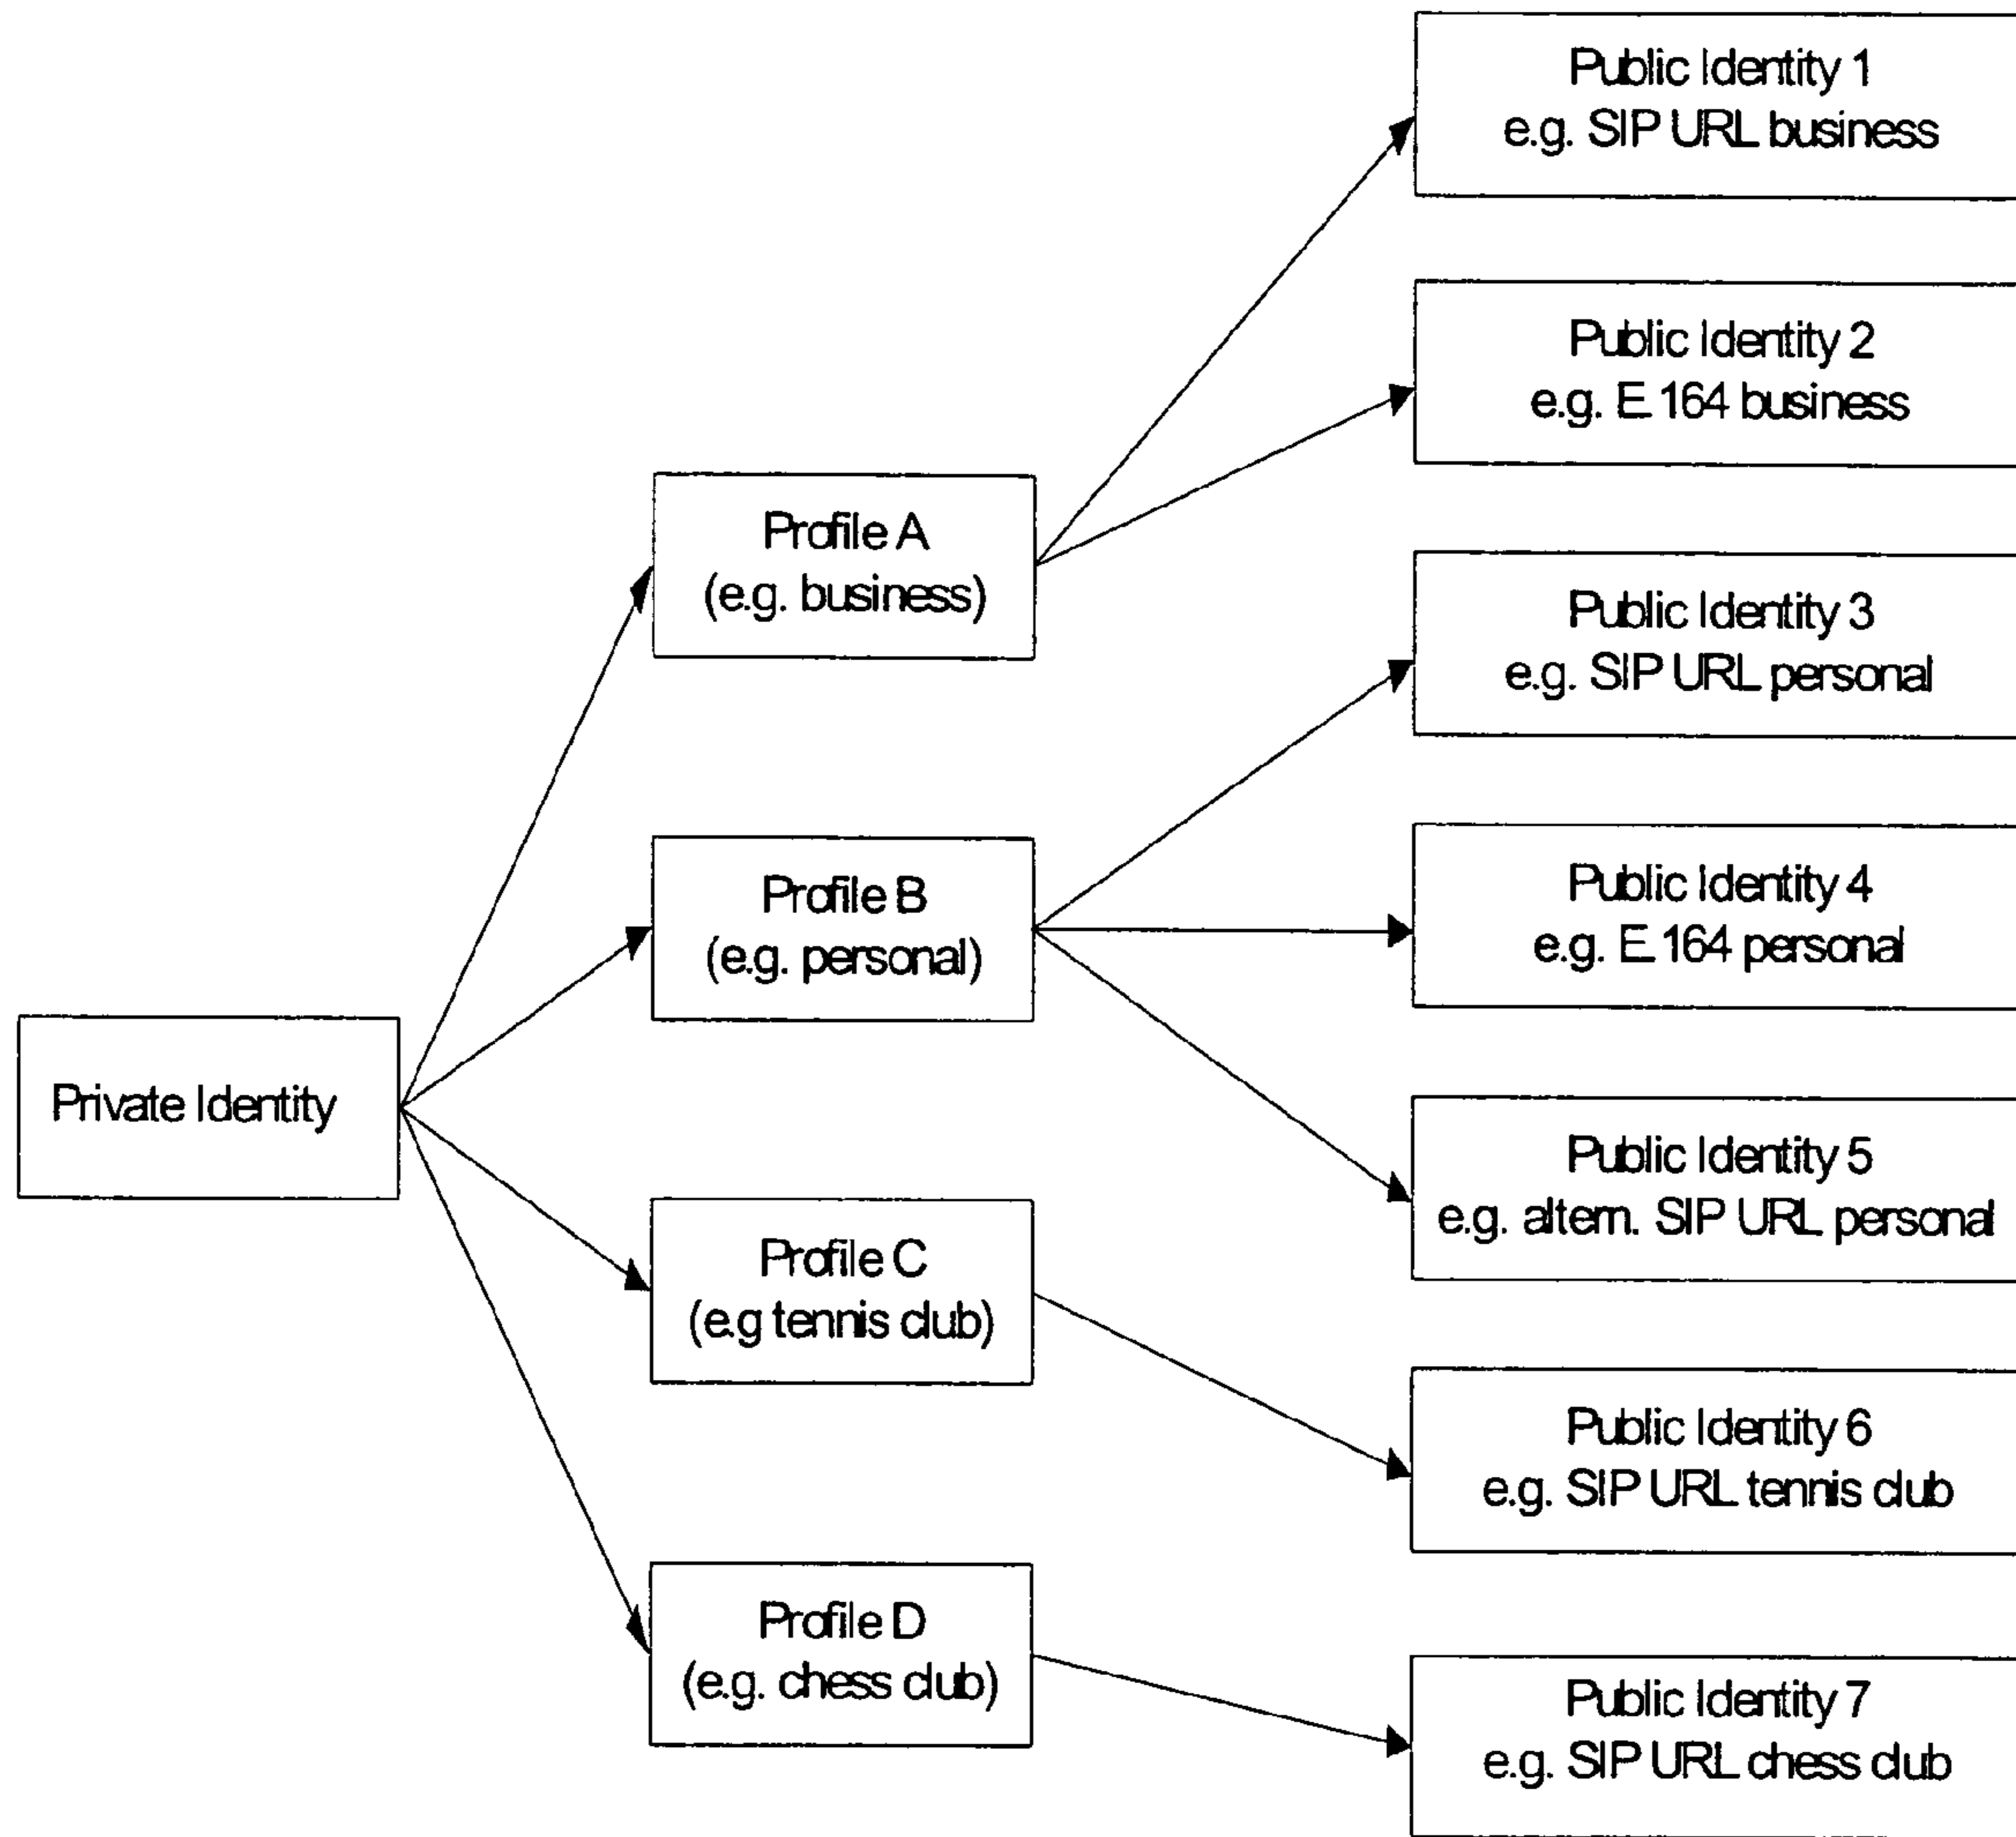 Public Identity 1
e.g. SIP URL business
Public Identity 2
e.g. E.164 business
Profile A
(e.g. business)
Public Identity 3
e.g. SIP URL personal
Profile B
(e.g. personal)
Public Identity 4
e.g. E.164 personal
Private Identity
Public Identity 5
e.g. altern. SIP URL personal
Profile C
(e.g tennis club)
Public Identity 6
e.g. SIP URL tennis club
Profile D
(e.g. chess club)
Public Identity 7
e.g. SIP URL chess club